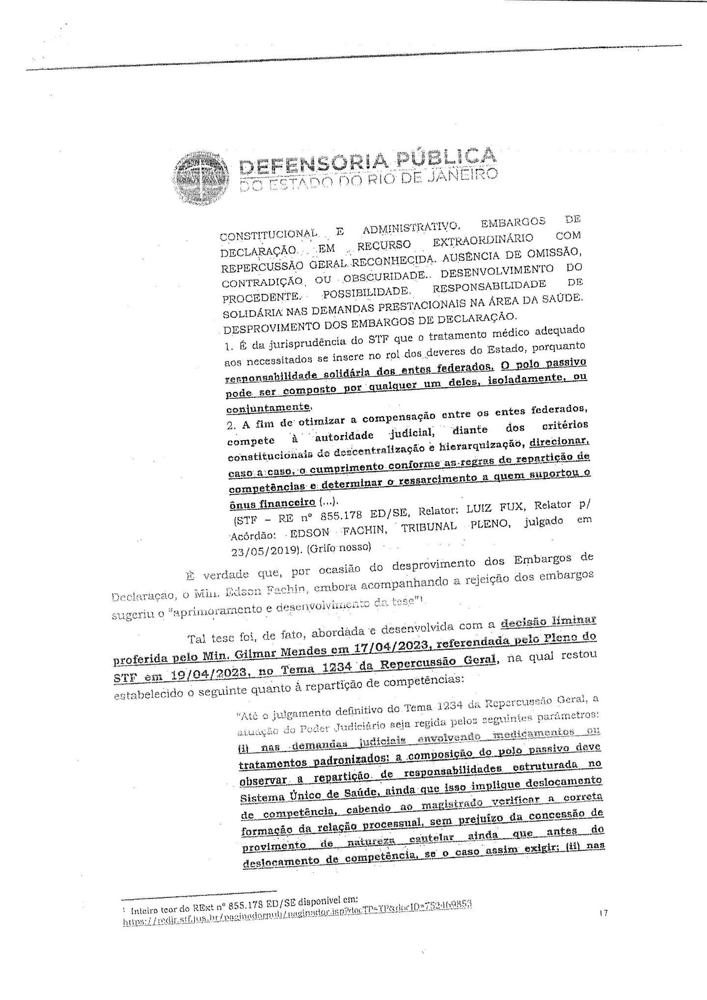 DEFENSORIA PÚBLICA
DO ESTADO DO RIO DE JANEIRO
CONSTITUCIONAL E ADMINISTRATIVO. EMBARGOS DE
DECLARAÇÃO EM RECURSO EXTRAORDINÁRIO COM
REPERCUSSÃO GERAL RECONHECIDA. AUSÊNCIA DE OMISSÃO,
CONTRADIÇÃO OU OBSCURIDADE. DESENVOLVIMENTO DO
PROCEDENTE. POSSIBILIDADE. RESPONSABILIDADE DE
SOLIDÁRIA NAS DEMANDAS PRESTACIONAIS NA ÁREA DA SAÚDE.
DESPROVIMENTO DOS EMBARGOS DE DECLARAÇÃO.
1. É da jurisprudência do STF que o tratamento médico adequado
aos necessitados se insere no rol dos deveres do Estado, porquanto
responsabilidade solidária dos entes federados. O polo passivo
pode ser composto por qualquer um deles, isoladamente, ou
conjuntamente.
2. A fim de otimizar a compensação entre os entes federados,
compete à autoridade judicial, diante dos critérios
constitucionais de descentralização e hierarquização, direcionar,
caso a caso, o cumprimento conforme as regras de repartição de
competências e determinar o ressarcimento a quem suportou o
ônus financeiro (...).
(STF – RE nº 855.178 ED/SE, Relator: LUIZ FUX, Relator p/
Acórdão: EDSON FACHIN, TRIBUNAL PLENO, julgado em
23/05/2019). (Grifo nosso)
É verdade que, por ocasião do desprovimento dos Embargos de
Declaração, o Min. Edson Fachin, embora acompanhando a rejeição dos embargos
sugeriu o "aprimoramento e desenvolvimento da tese"¹.
Tal tese foi, de fato, abordada e desenvolvida com a decisão liminar
proferida pelo Min. Gilmar Mendes em 17/04/2023, referendada pelo Pleno do
STF em 19/04/2023, no Tema 1234 da Repercussão Geral, na qual restou
estabelecido o seguinte quanto à repartição de competências:
"Até o julgamento definitivo do Tema 1234 da Repercussão Geral, a
atuação do Poder Judiciário seja regida pelos seguintes parâmetros:
(i) nas demandas judiciais envolvendo medicamentos ou
tratamentos padronizados: a composição do polo passivo deve
observar a repartição de responsabilidades estruturada no
Sistema Único de Saúde, ainda que isso implique deslocamento
de competência, cabendo ao magistrado verificar a correta
formação da relação processual, sem prejuízo da concessão de
provimento de natureza cautelar ainda que antes do
deslocamento de competência, se o caso assim exigir; (ii) nas
¹ Inteiro teor do RExt nº 855.178 ED/SE disponível em:
https://redir.stf.jus.br/paginadorpub/paginador.jsp?docTP=TP&docID=752469853
17